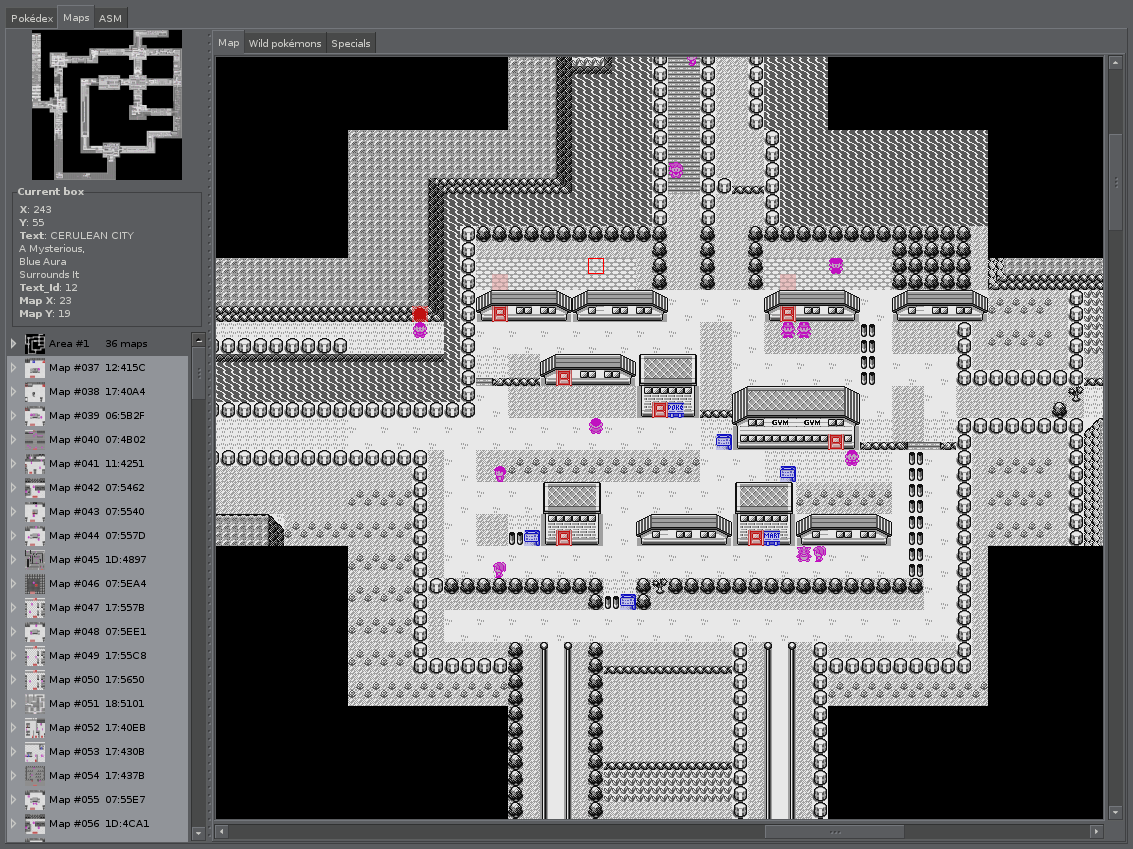 Pokédex Maps ASM
Map Wild pokémons Specials
Current box
X: 243
Y: 55
Text: CERULEAN CITY
A Mysterious,
Blue Aura
Surrounds It
Text_Id: 12
Map X: 23
Map Y: 19
Area #1 36 maps
Map #037 12:415C
Map #038 17:40A4
Map #039 06:5B2F
Map #040 07:4B02
Map #041 11:4251
Map #042 07:5462
Map #043 07:5540
Map #044 07:557D
Map #045 1D:4897
Map #046 07:5EA4
Map #047 17:557B
Map #048 07:5EE1
Map #049 17:55C8
Map #050 17:5650
Map #051 18:5101
Map #052 17:40EB
Map #053 17:430B
Map #054 17:437B
Map #055 07:55E7
Map #056 1D:4CA1
POKé
GYM GYM
MART